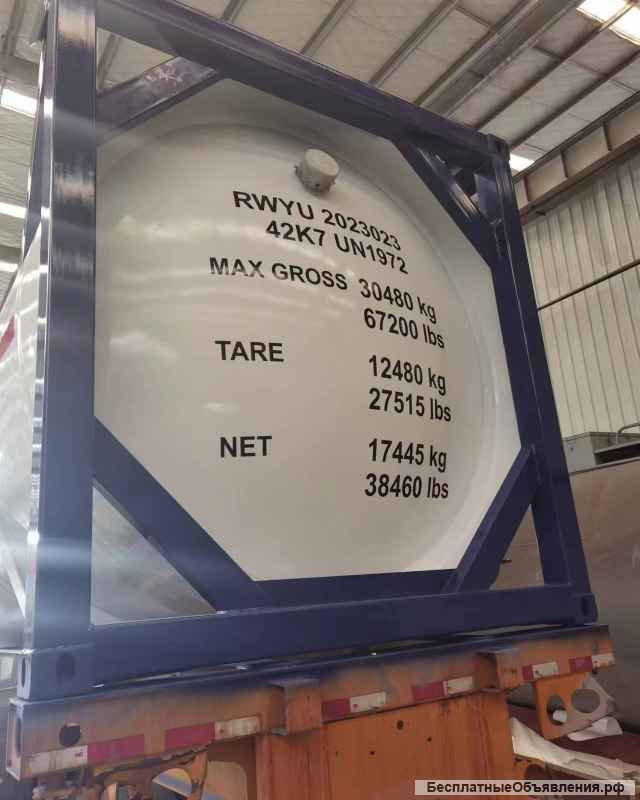 RWYU 2023023
42K7 UN1972
MAX GROSS 30480 kg
67200 lbs
TARE 12480 kg
27515 lbs
NET 17445 kg
38460 lbs
БесплатныеОбъявления.рф